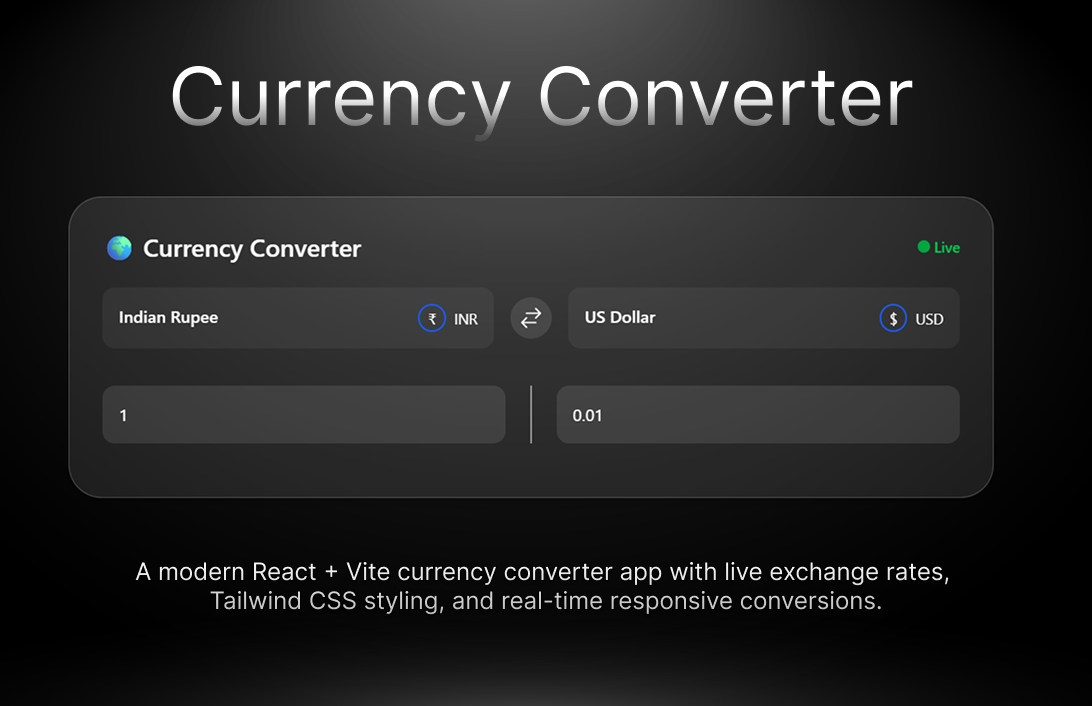 Currency Converter
Currency Converter
Live
Indian Rupee
₹ INR
US Dollar
$ USD
1
0.01
A modern React + Vite currency converter app with live exchange rates,
Tailwind CSS styling, and real-time responsive conversions.